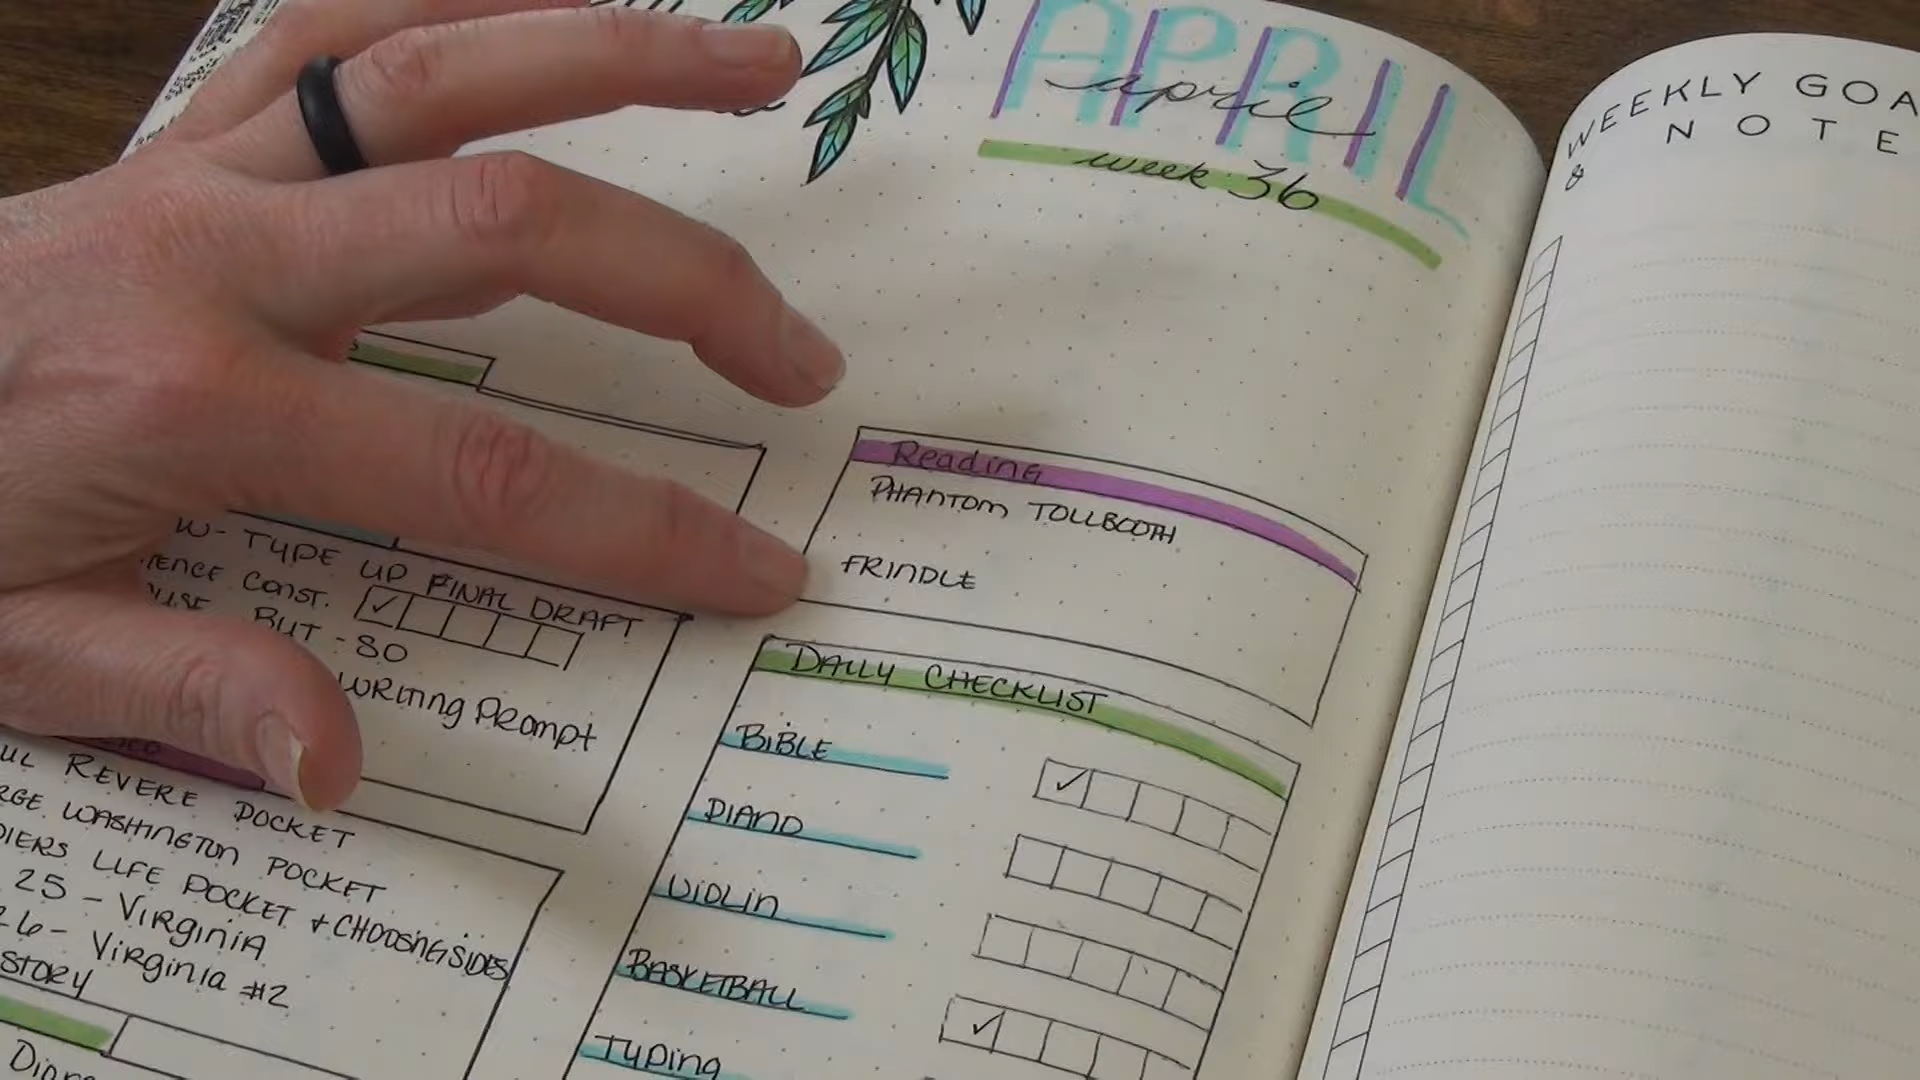 APRIL
april
week 36
WEEKLY
NOTE
&
Reading
PHANTOM TOLLBOOTH
FRINDLE
TYPE UP FINAL DRAFT
CONST.
BUT - 80
WRITING PROMPT
DAILY CHECKLIST
BIBLE
PIANO
VIOLIN
BASKETBALL
TYPING
REVERE POCKET
WASHINGTON POCKET
LIFE POCKET + CHOOSING SIDES
25 - VIRGINIA
26 - VIRGINIA #2
STORY